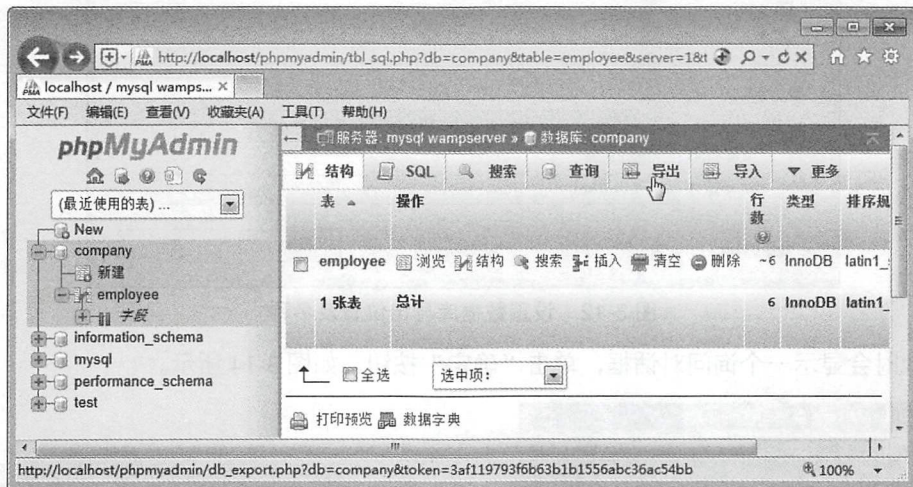 http://localhost/phpmyadmin/tbl_sql.php?db=company&table=employee&server=1&t
localhost / mysql wamps... ×
文件(F) 编辑(E) 查看(V) 收藏夹(A) 工具(T) 帮助(H)
phpMyAdmin
(最近使用的表) ...
New
company
新建
employee
字段
information_schema
mysql
performance_schema
test
服务器: mysql wampserver » 数据库: company
结构 SQL 搜索 查询 导出 导入 更多
表 操作 行数 类型 排序规
employee 浏览 结构 搜索 插入 清空 删除 ~6 InnoDB latin1_
1 张表 总计 6 InnoDB latin1_
全选 选中项:
打印预览 数据字典
http://localhost/phpmyadmin/db_export.php?db=company&token=3af119793f6b63b1b1556abc36ac54bb
100%